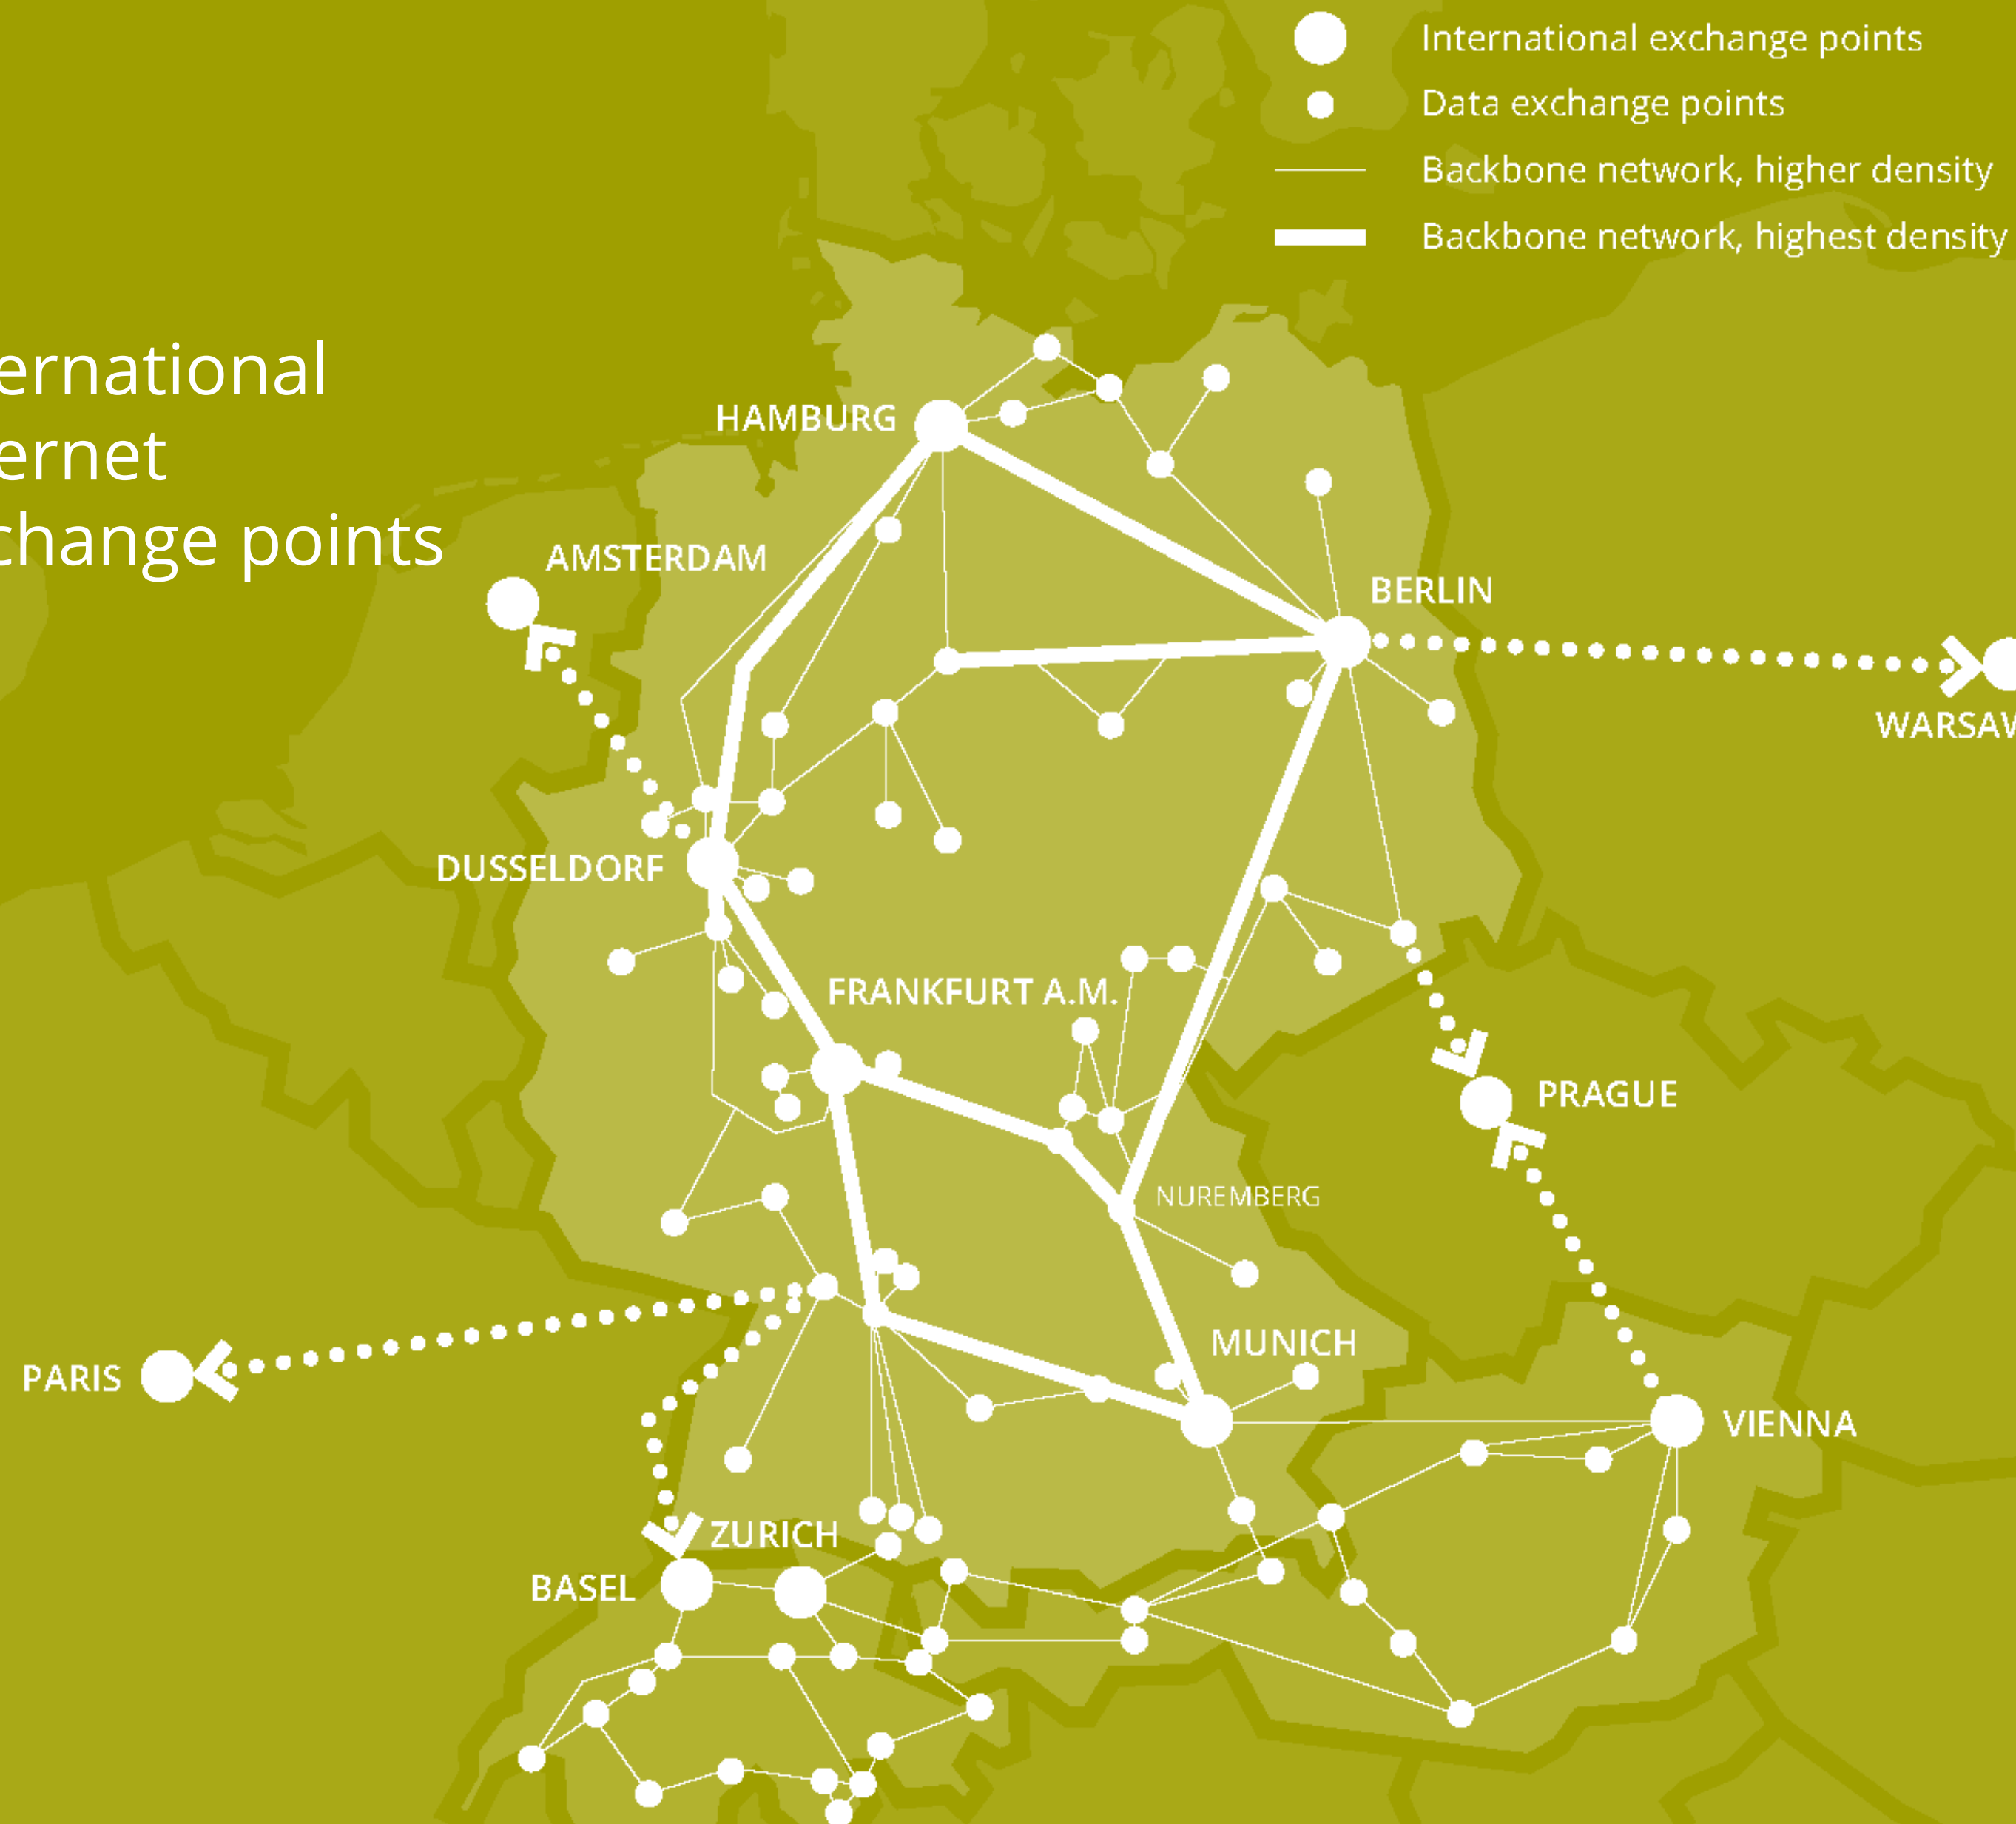 International exchange points
Data exchange points
Backbone network, higher density
Backbone network, highest density
ernational
ernet
change points
HAMBURG
AMSTERDAM
BERLIN
WARSAW
DUSSELDORF
FRANKFURT A.M.
PRAGUE
NUREMBERG
MUNICH
PARIS
VIENNA
ZURICH
BASEL